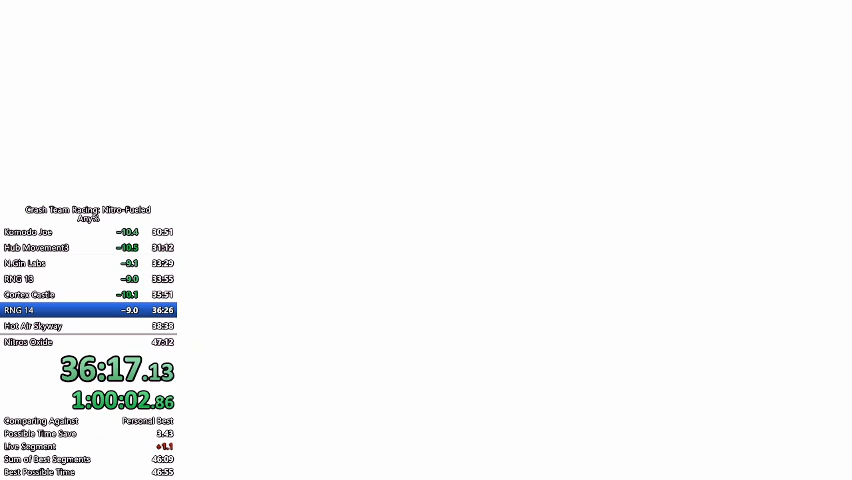 Crash Team Racing: Nitro-Fueled
Any%
Komodo Joe −10.4 30:51
Hub Movement3 −10.5 31:12
N.Gin Labs −9.1 33:29
RNG 13 −9.0 33:55
Cortex Castle −10.1 35:51
RNG 14 −9.0 36:26
Hot Air Skyway 38:38
Nitros Oxide 47:12
36:17.13
1:00:02.86
Comparing Against Personal Best
Possible Time Save 3.43
Live Segment +1.1
Sum of Best Segments 46:09
Best Possible Time 46:55